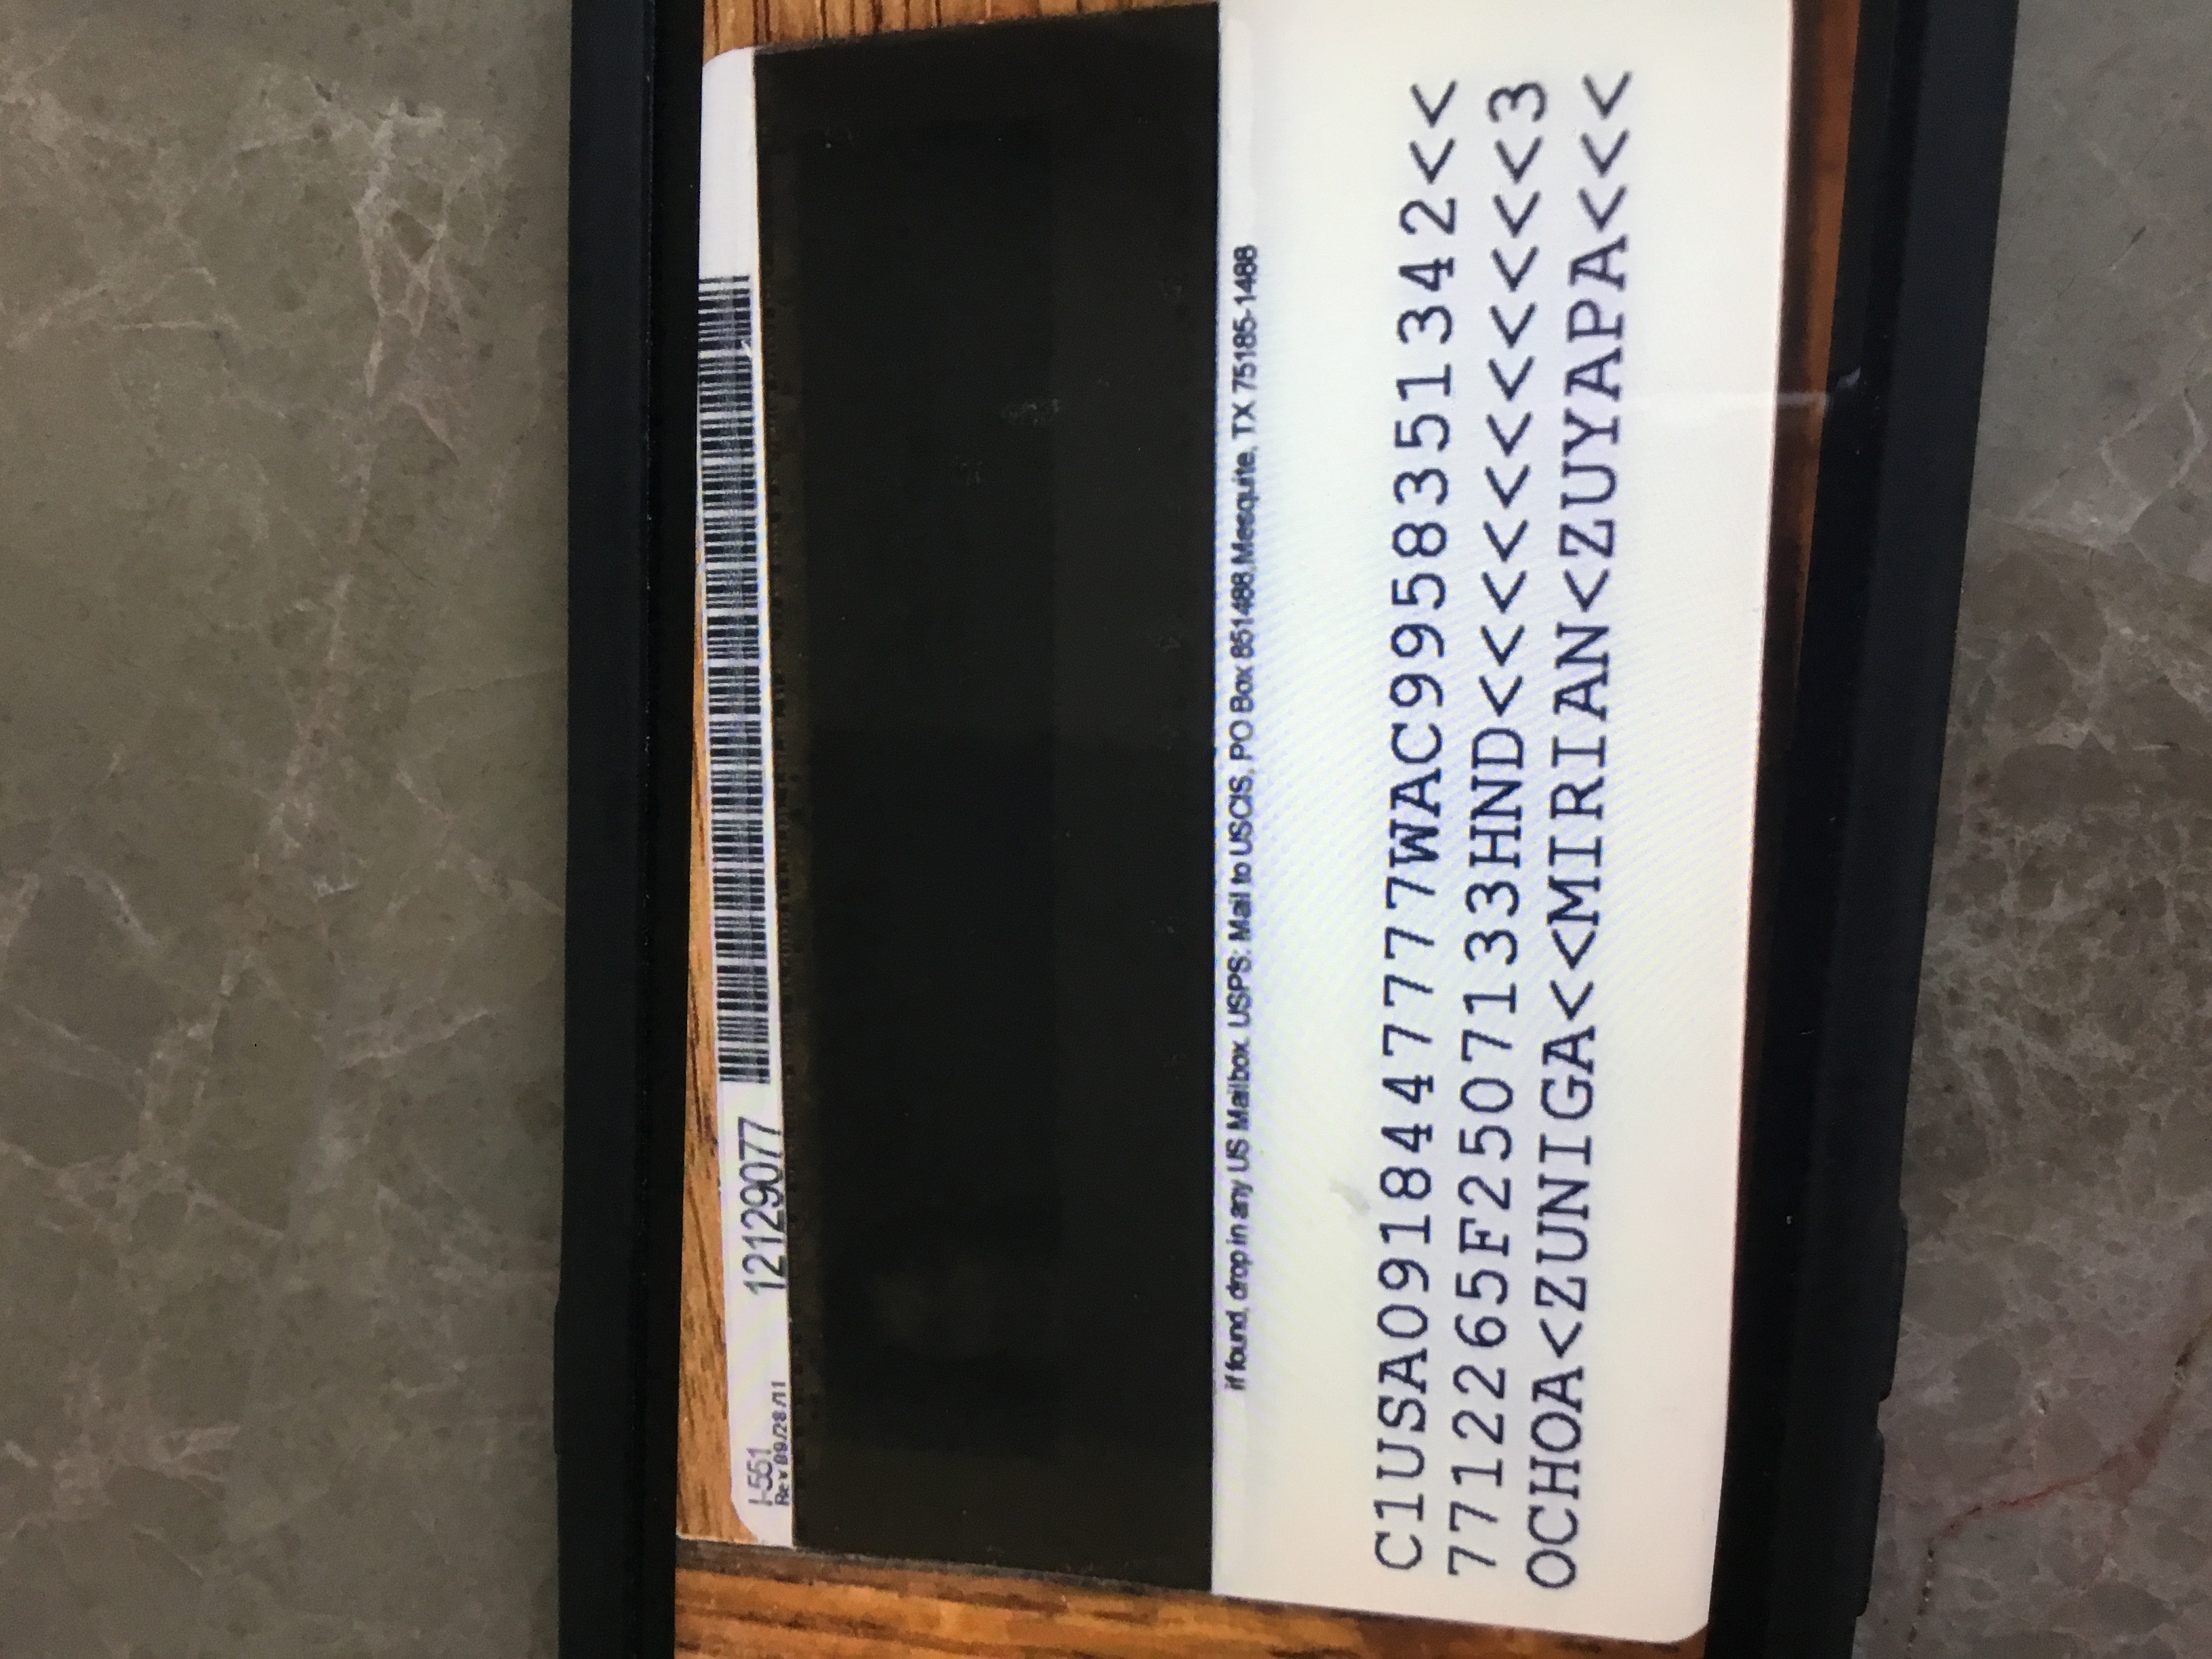 I-551
Rev 09/28/11
12129077
If found, drop in any US Mailbox. USPS: Mail to USCIS, PO Box 851488,Mesquite, TX 75185-1488
C1USA0918447777WAC9958351342<<
7712265F2507133HND<<<<<<<<<<<3
OCHOA<ZUNIGA<<MIRIAN<ZUYAPA<<<